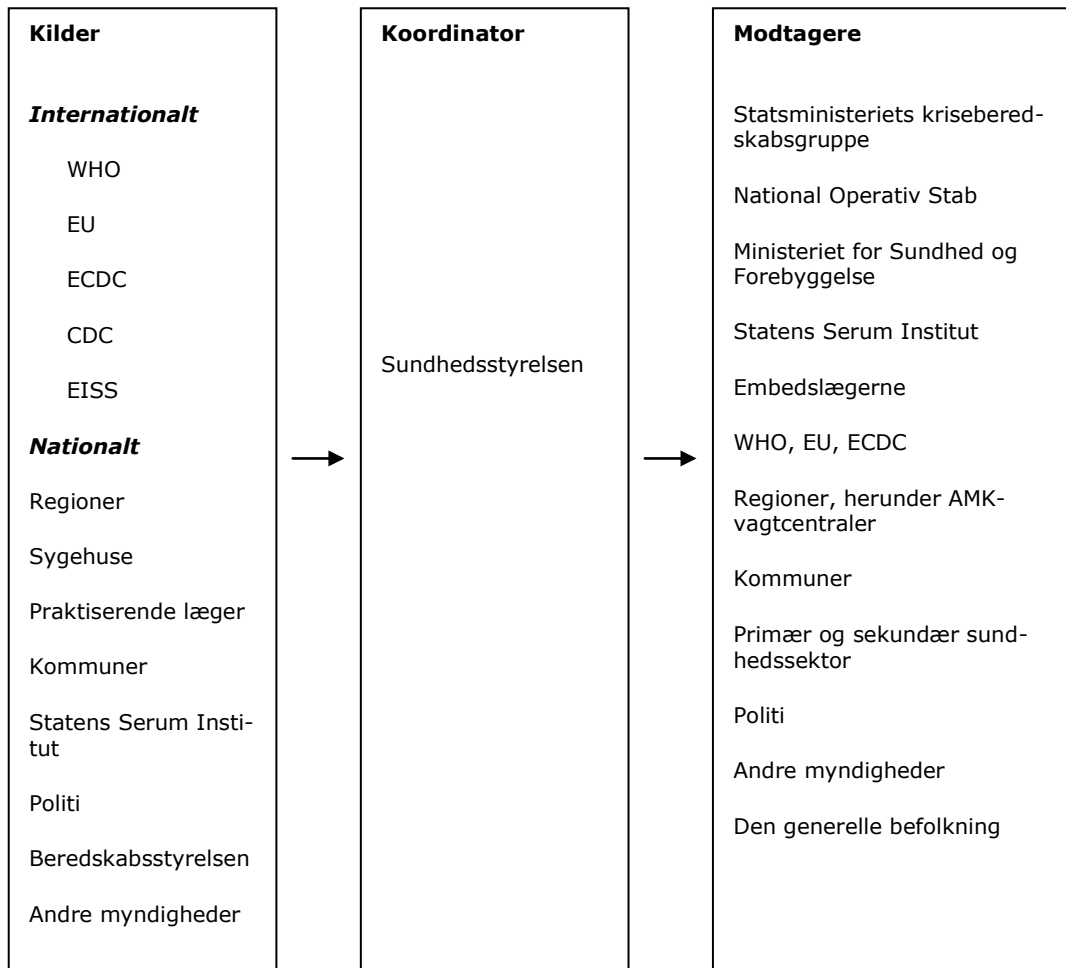 Kilder
Internationalt
WHO
EU
ECDC
CDC
EISS
Nationalt
Regioner
Sygehuse
Praktiserende læger
Kommuner
Statens Serum Insti-
tut
Politi
Beredskabsstyrelsen
Andre myndigheder
Koordinator
Sundhedsstyrelsen
Modtagere
Statsministeriets kriseبered-
skabsgruppe
National Operativ Stab
Ministeriet for Sundhed og
Forebyggelse
Statens Serum Institut
Embedslægerne
WHO, EU, ECDC
Regioner, herunder AMK-
vagtcentraler
Kommuner
Primær og sekundær sund-
hedssektor
Politi
Andre myndigheder
Den generelle befolkning